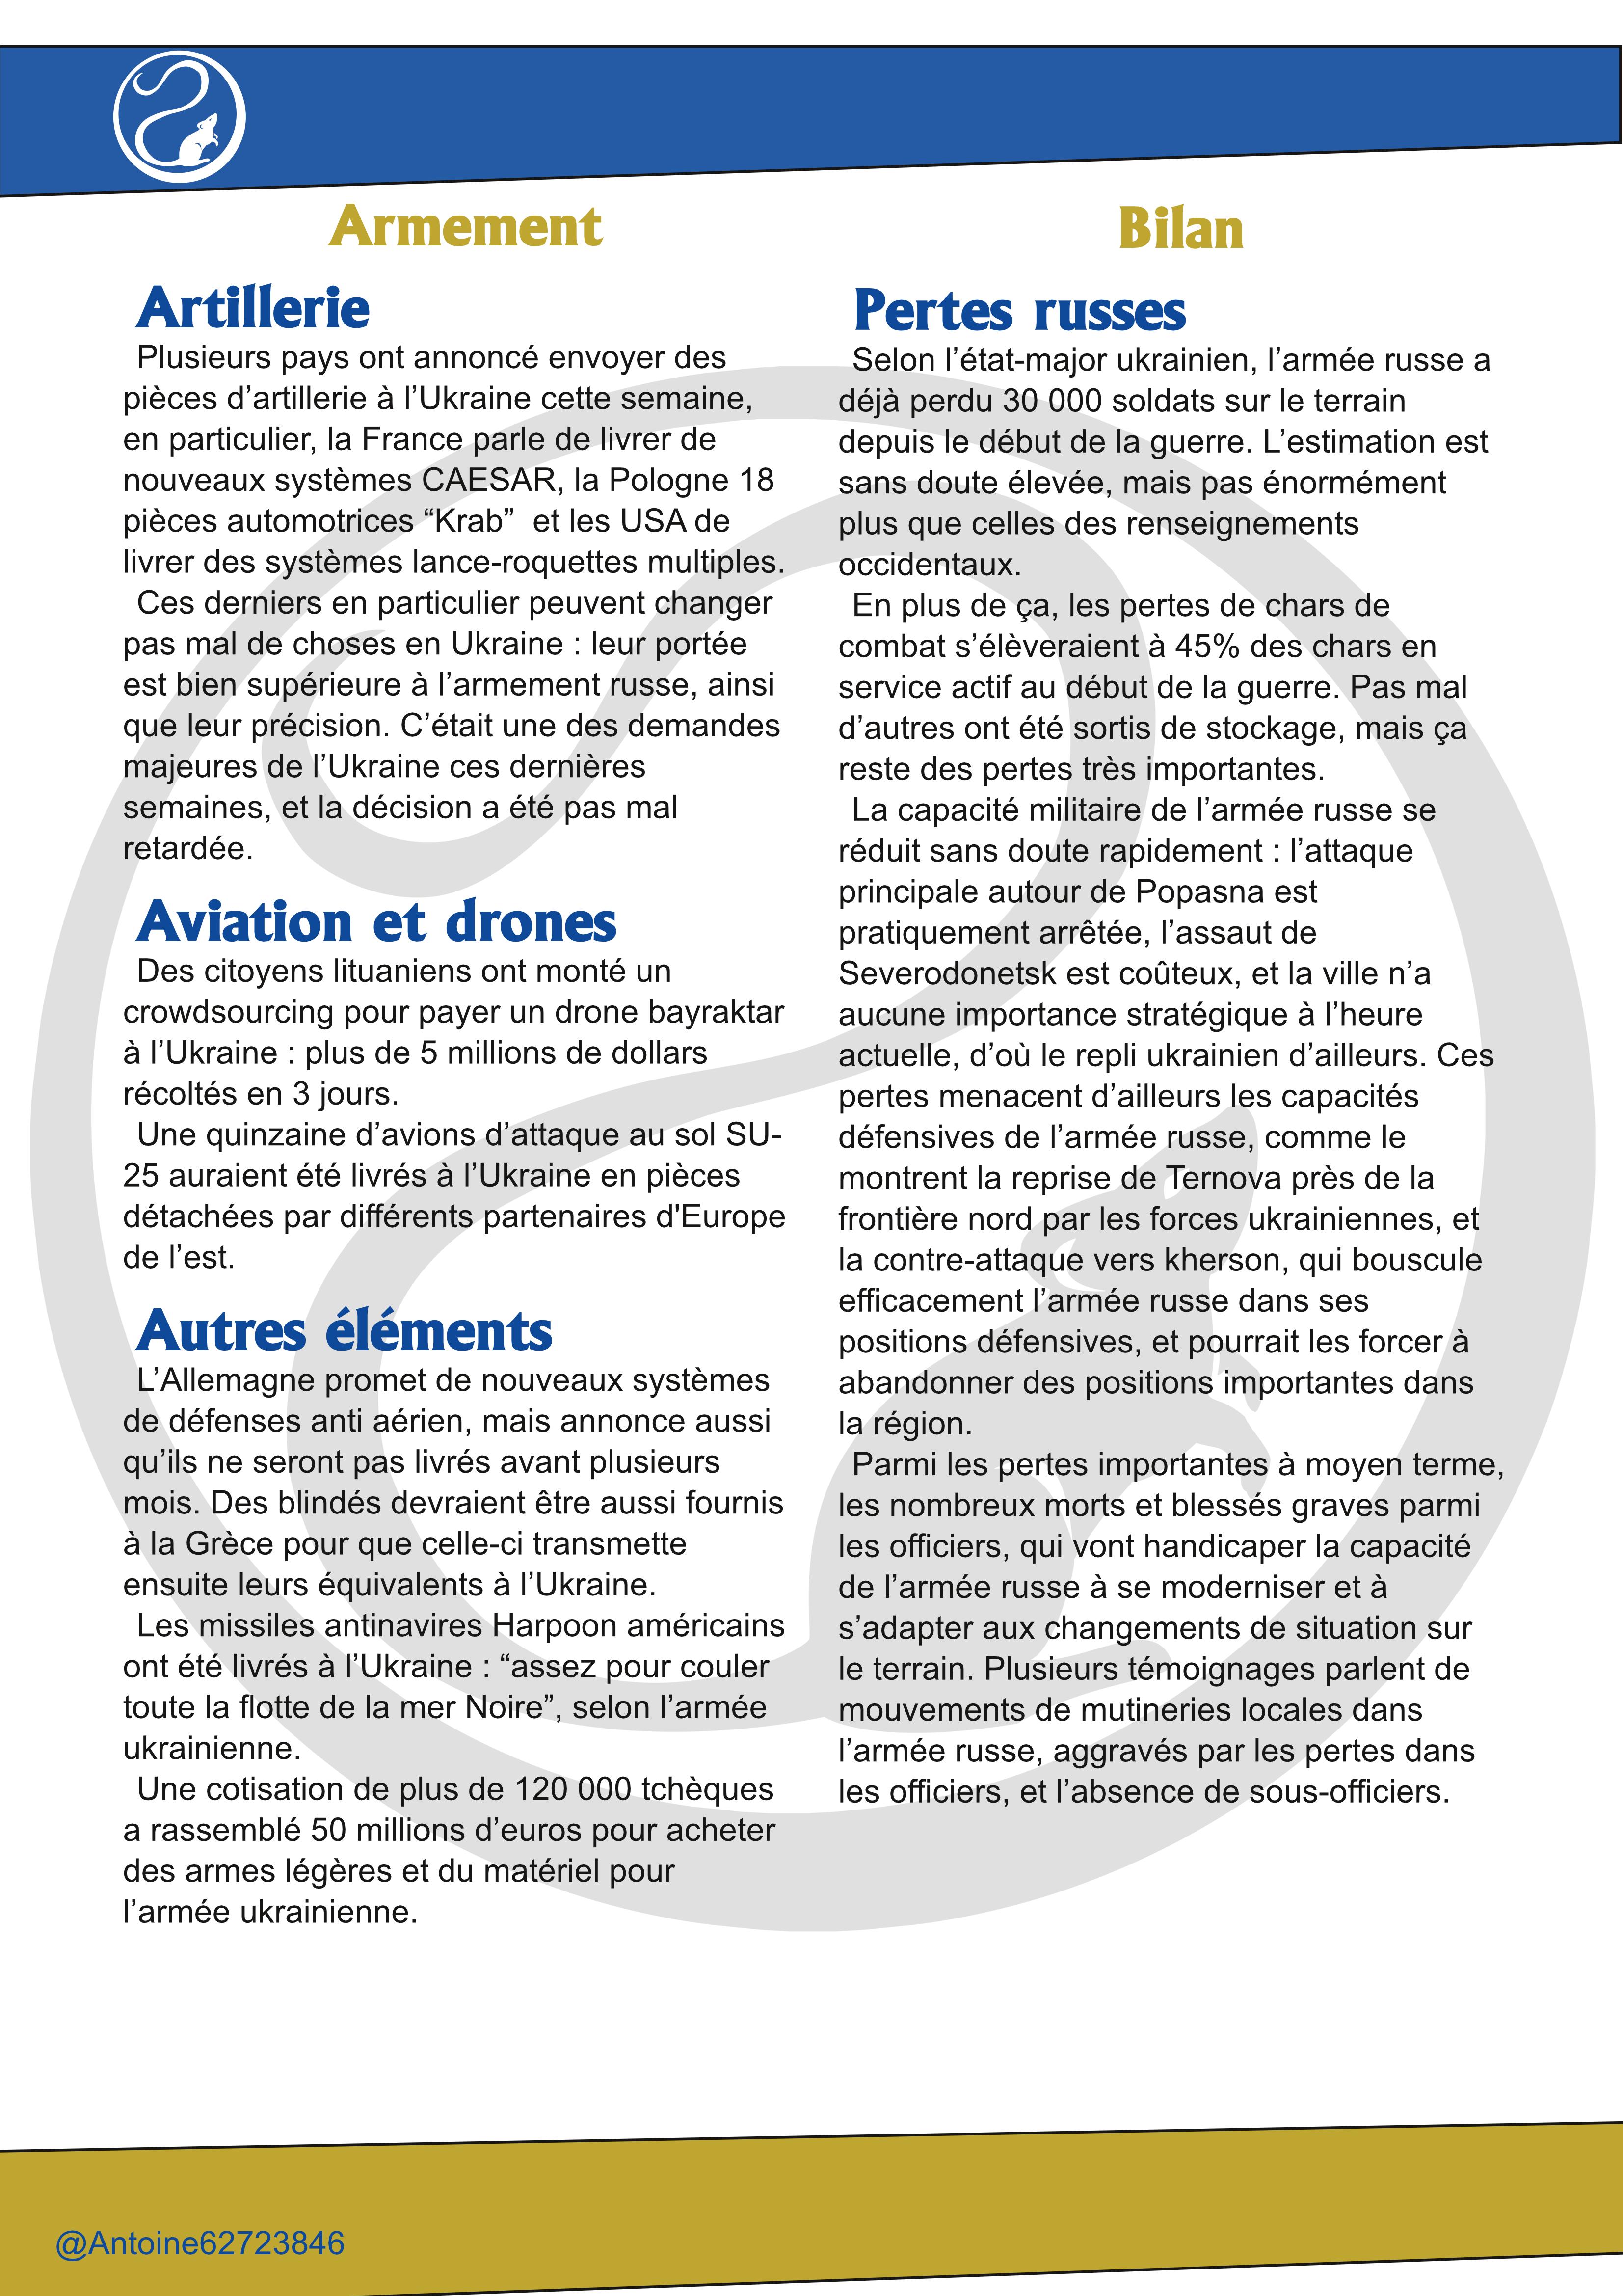 Armement
Artillerie
Plusieurs pays ont annoncé envoyer des
pièces d’artillerie à l’Ukraine cette semaine,
en particulier, la France parle de livrer de
nouveaux systèmes CAESAR, la Pologne 18
pièces automotrices “Krab”  et les USA de
livrer des systèmes lance-roquettes multiples.
Ces derniers en particulier peuvent changer
pas mal de choses en Ukraine : leur portée
est bien supérieure à l’armement russe, ainsi
que leur précision. C’était une des demandes
majeures de l’Ukraine ces dernières
semaines, et la décision a été pas mal
retardée.
Aviation et drones
Des citoyens lituaniens ont monté un
crowdsourcing pour payer un drone bayraktar
à l’Ukraine : plus de 5 millions de dollars
récoltés en 3 jours.
Une quinzaine d’avions d’attaque au sol SU-
25 auraient été livrés à l’Ukraine en pièces
détachées par différents partenaires d'Europe
de l’est.
Autres éléments
L’Allemagne promet de nouveaux systèmes
de défenses anti aérien, mais annonce aussi
qu’ils ne seront pas livrés avant plusieurs
mois. Des blindés devraient être aussi fournis
à la Grèce pour que celle-ci transmette
ensuite leurs équivalents à l’Ukraine.
Les missiles antinavires Harpoon américains
ont été livrés à l’Ukraine : “assez pour couler
toute la flotte de la mer Noire”, selon l’armée
ukrainienne.
Une cotisation de plus de 120 000 tchèques
a rassemblé 50 millions d’euros pour acheter
des armes légères et du matériel pour
l’armée ukrainienne.
Bilan
Pertes russes
Selon l’état-major ukrainien, l’armée russe a
déjà perdu 30 000 soldats sur le terrain
depuis le début de la guerre. L’estimation est
sans doute élevée, mais pas énormément
plus que celles des renseignements
occidentaux.
En plus de ça, les pertes de chars de
combat s’élèveraient à 45% des chars en
service actif au début de la guerre. Pas mal
d’autres ont été sortis de stockage, mais ça
reste des pertes très importantes.
La capacité militaire de l’armée russe se
réduit sans doute rapidement : l’attaque
principale autour de Popasna est
pratiquement arrêtée, l’assaut de
Severodonetsk est coûteux, et la ville n’a
aucune importance stratégique à l’heure
actuelle, d’où le repli ukrainien d’ailleurs. Ces
pertes menacent d’ailleurs les capacités
défensives de l’armée russe, comme le
montrent la reprise de Ternova près de la
frontière nord par les forces ukrainiennes, et
la contre-attaque vers kherson, qui bouscule
efficacement l’armée russe dans ses
positions défensives, et pourrait les forcer à
abandonner des positions importantes dans
la région.
Parmi les pertes importantes à moyen terme,
les nombreux morts et blessés graves parmi
les officiers, qui vont handicaper la capacité
de l’armée russe à se moderniser et à
s’adapter aux changements de situation sur
le terrain. Plusieurs témoignages parlent de
mouvements de mutineries locales dans
l’armée russe, aggravés par les pertes dans
les officiers, et l’absence de sous-officiers.
@Antoine62723846